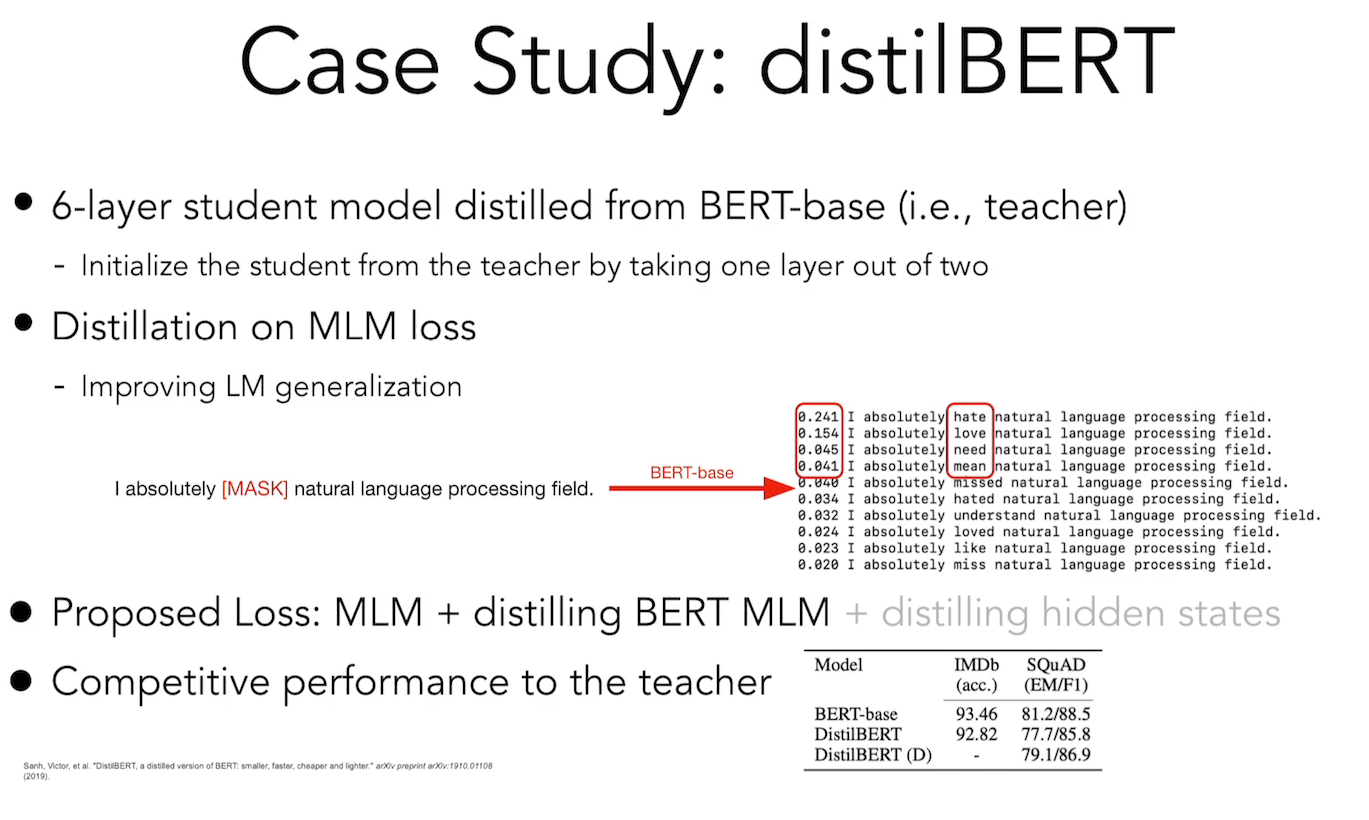 Case Study: distilBERT
• 6-layer student model distilled from BERT-base (i.e., teacher)
- Initialize the student from the teacher by taking one layer out of two
• Distillation on MLM loss
- Improving LM generalization
I absolutely [MASK] natural language processing field.
BERT-base
0.241 I absolutely hate natural language processing field.
0.154 I absolutely love natural language processing field.
0.045 I absolutely need natural language processing field.
0.041 I absolutely mean natural language processing field.
0.040 I absolutely missed natural language processing field.
0.034 I absolutely hated natural language processing field.
0.032 I absolutely understand natural language processing field.
0.024 I absolutely loved natural language processing field.
0.023 I absolutely like natural language processing field.
0.020 I absolutely miss natural language processing field.
• Proposed Loss: MLM + distilling BERT MLM + distilling hidden states
• Competitive performance to the teacher
Model IMDb SQuAD
(acc.) (EM/F1)
BERT-base 93.46 81.2/88.5
DistilBERT 92.82 77.7/85.8
DistilBERT (D) - 79.1/86.9
Sanh, Victor, et al. "DistilBERT, a distilled version of BERT: smaller, faster, cheaper and lighter." arXiv preprint arXiv:1910.01108
(2019).